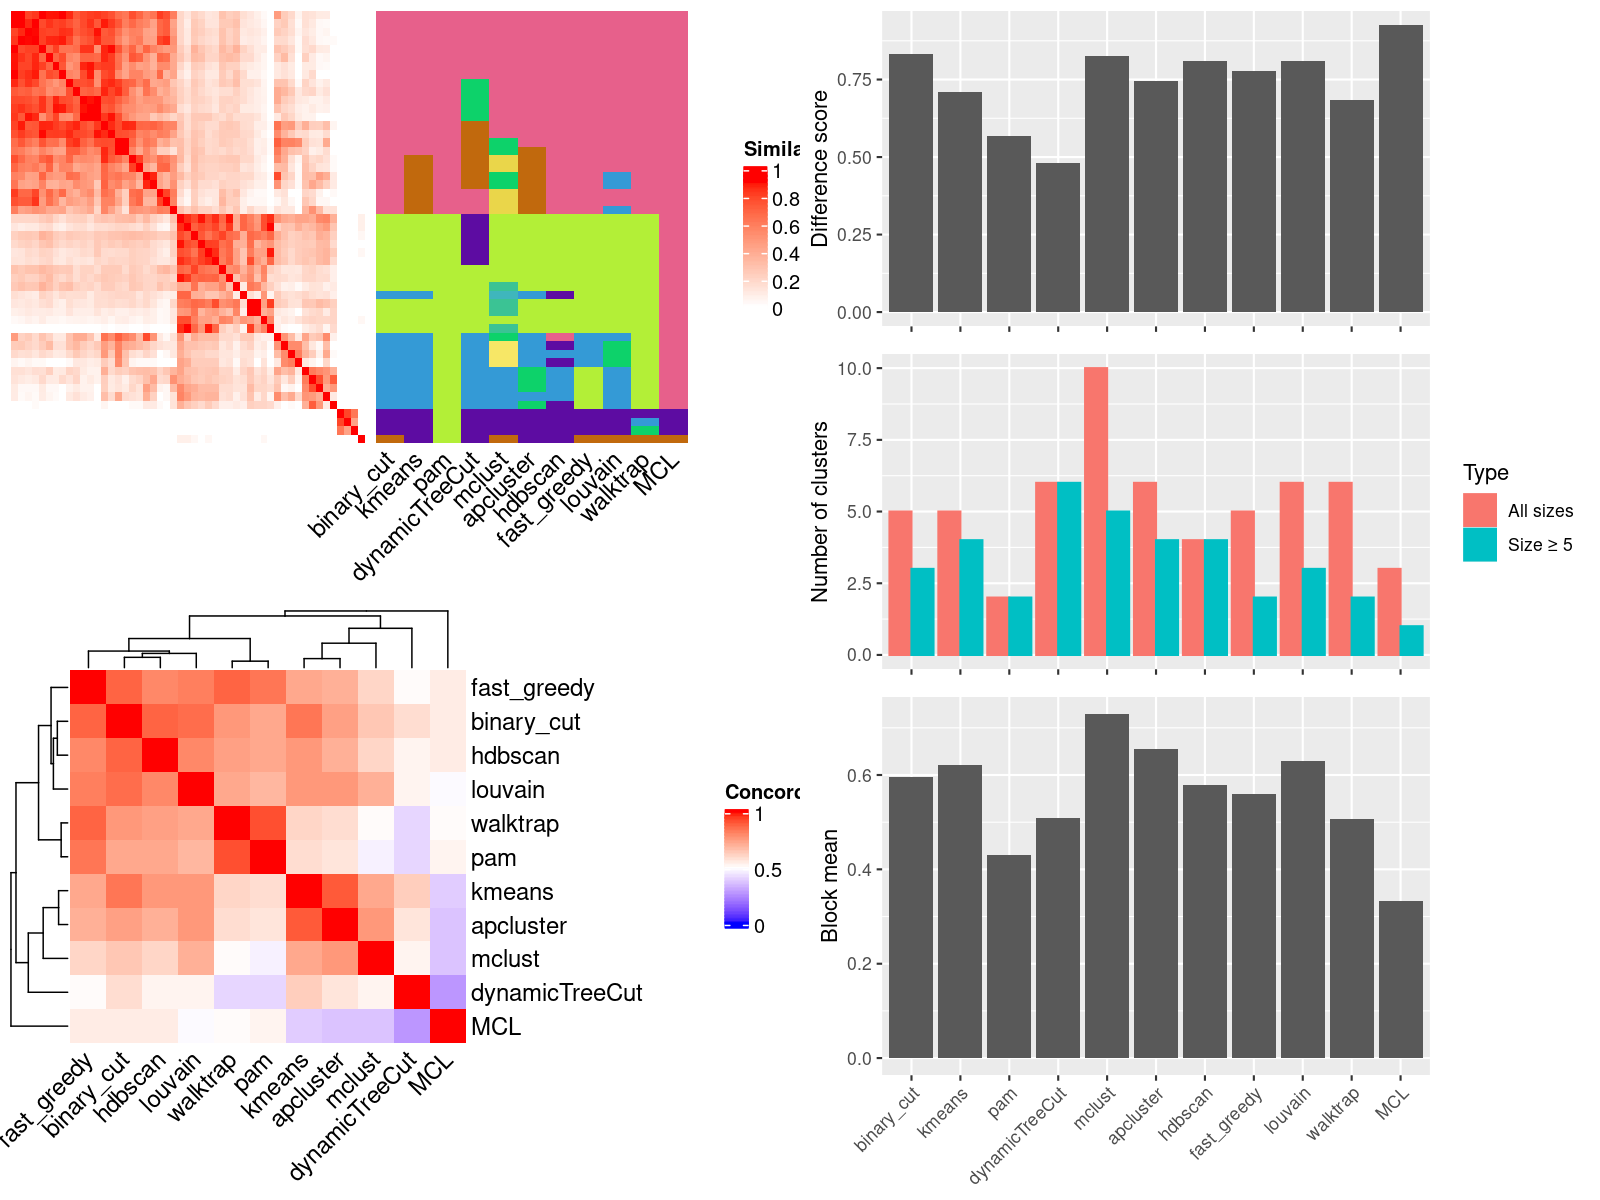 Simila
1
0.8
0.6
0.4
0.2
0
binary_cut
kmeans
pam
dynamicTreeCut
mclust
apcluster
hdbscan
fast_greedy
louvain
walktrap
MCL
fast_greedy
binary_cut
hdbscan
louvain
walktrap
pam
kmeans
apcluster
mclust
dynamicTreeCut
MCL
fast_greedy
binary_cut
hdbscan
louvain
walktrap
pam
kmeans
apcluster
mclust
dynamicTreeCut
MCL
Concord
1
0.5
0
Difference score
0.75
0.50
0.25
0.00
Number of clusters
10.0
7.5
5.0
2.5
0.0
Type
All sizes
Size ≥ 5
Block mean
0.6
0.4
0.2
0.0
binary_cut
kmeans
pam
dynamicTreeCut
mclust
apcluster
hdbscan
fast_greedy
louvain
walktrap
MCL